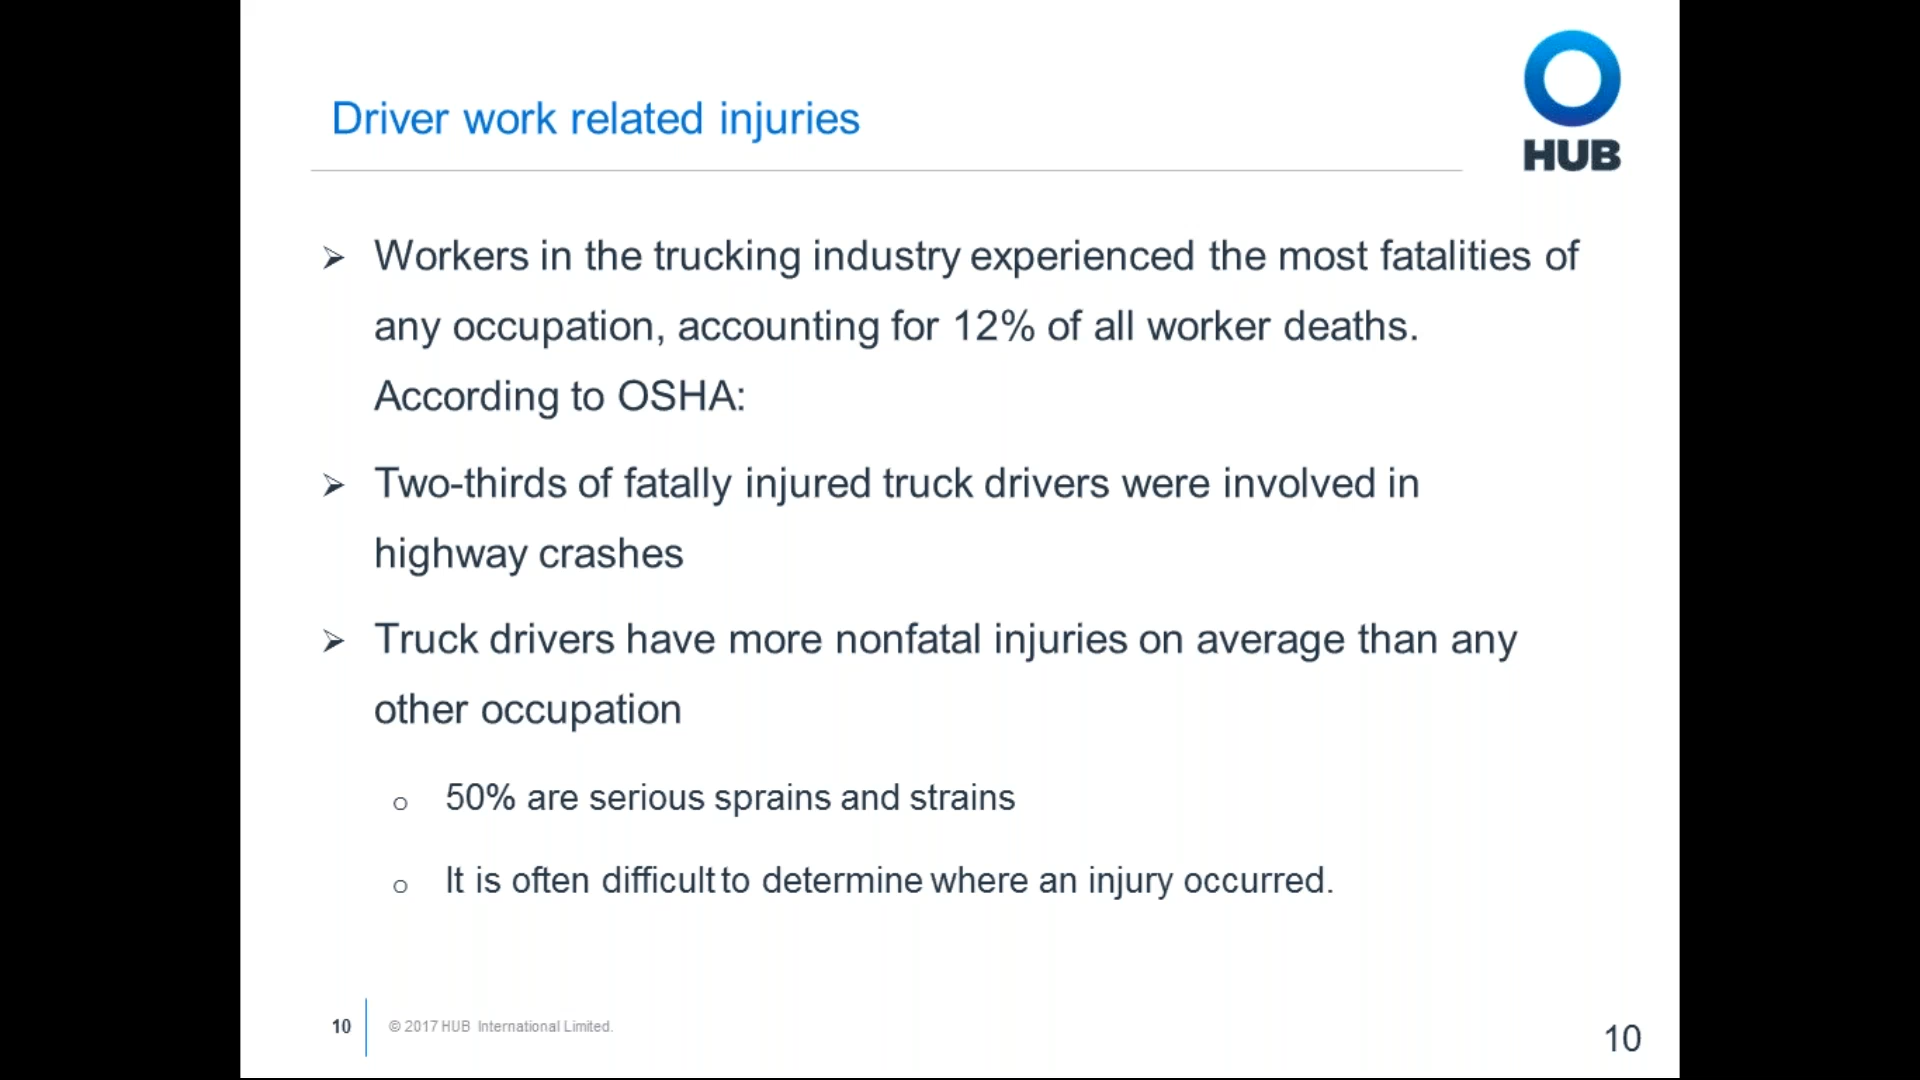 Driver work related injuries
HUB
➢ Workers in the trucking industry experienced the most fatalities of
any occupation, accounting for 12% of all worker deaths.
According to OSHA:
➢ Two-thirds of fatally injured truck drivers were involved in
highway crashes
➢ Truck drivers have more nonfatal injuries on average than any
other occupation
o 50% are serious sprains and strains
o It is often difficult to determine where an injury occurred.
10 © 2017 HUB International Limited.
10